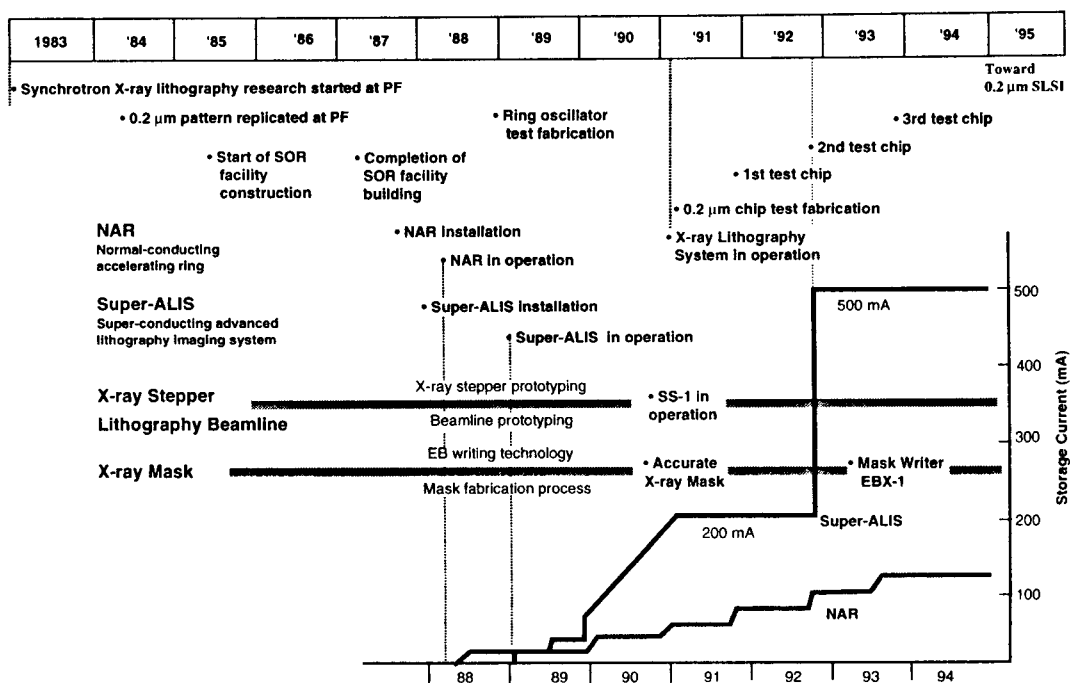 1983 '84 '85 '86 '87 '88 '89 '90 '91 '92 '93 '94 '95
Toward
0.2 μm SLSI
• Synchrotron X-ray lithography research started at PF
• 0.2 μm pattern replicated at PF
• Ring oscillator
test fabrication
• 3rd test chip
• 2nd test chip
• Start of SOR
facility
construction
• Completion of
SOR facility
building
• 1st test chip
• 0.2 μm chip test fabrication
NAR
Normal-conducting
accelerating ring
• NAR installation
• X-ray Lithography
System in operation
• NAR in operation
Super-ALIS
Super-conducting advanced
lithography imaging system
• Super-ALIS installation
• Super-ALIS in operation
500 mA
X-ray Stepper
Lithography Beamline
X-ray stepper prototyping
Beamline prototyping
• SS-1 in
operation
X-ray Mask
EB writing technology
Mask fabrication process
• Accurate
X-ray Mask
• Mask Writer
EBX-1
200 mA
Super-ALIS
NAR
500
400
300
200
100
Storage Current (mA)
88 89 90 91 92 93 94